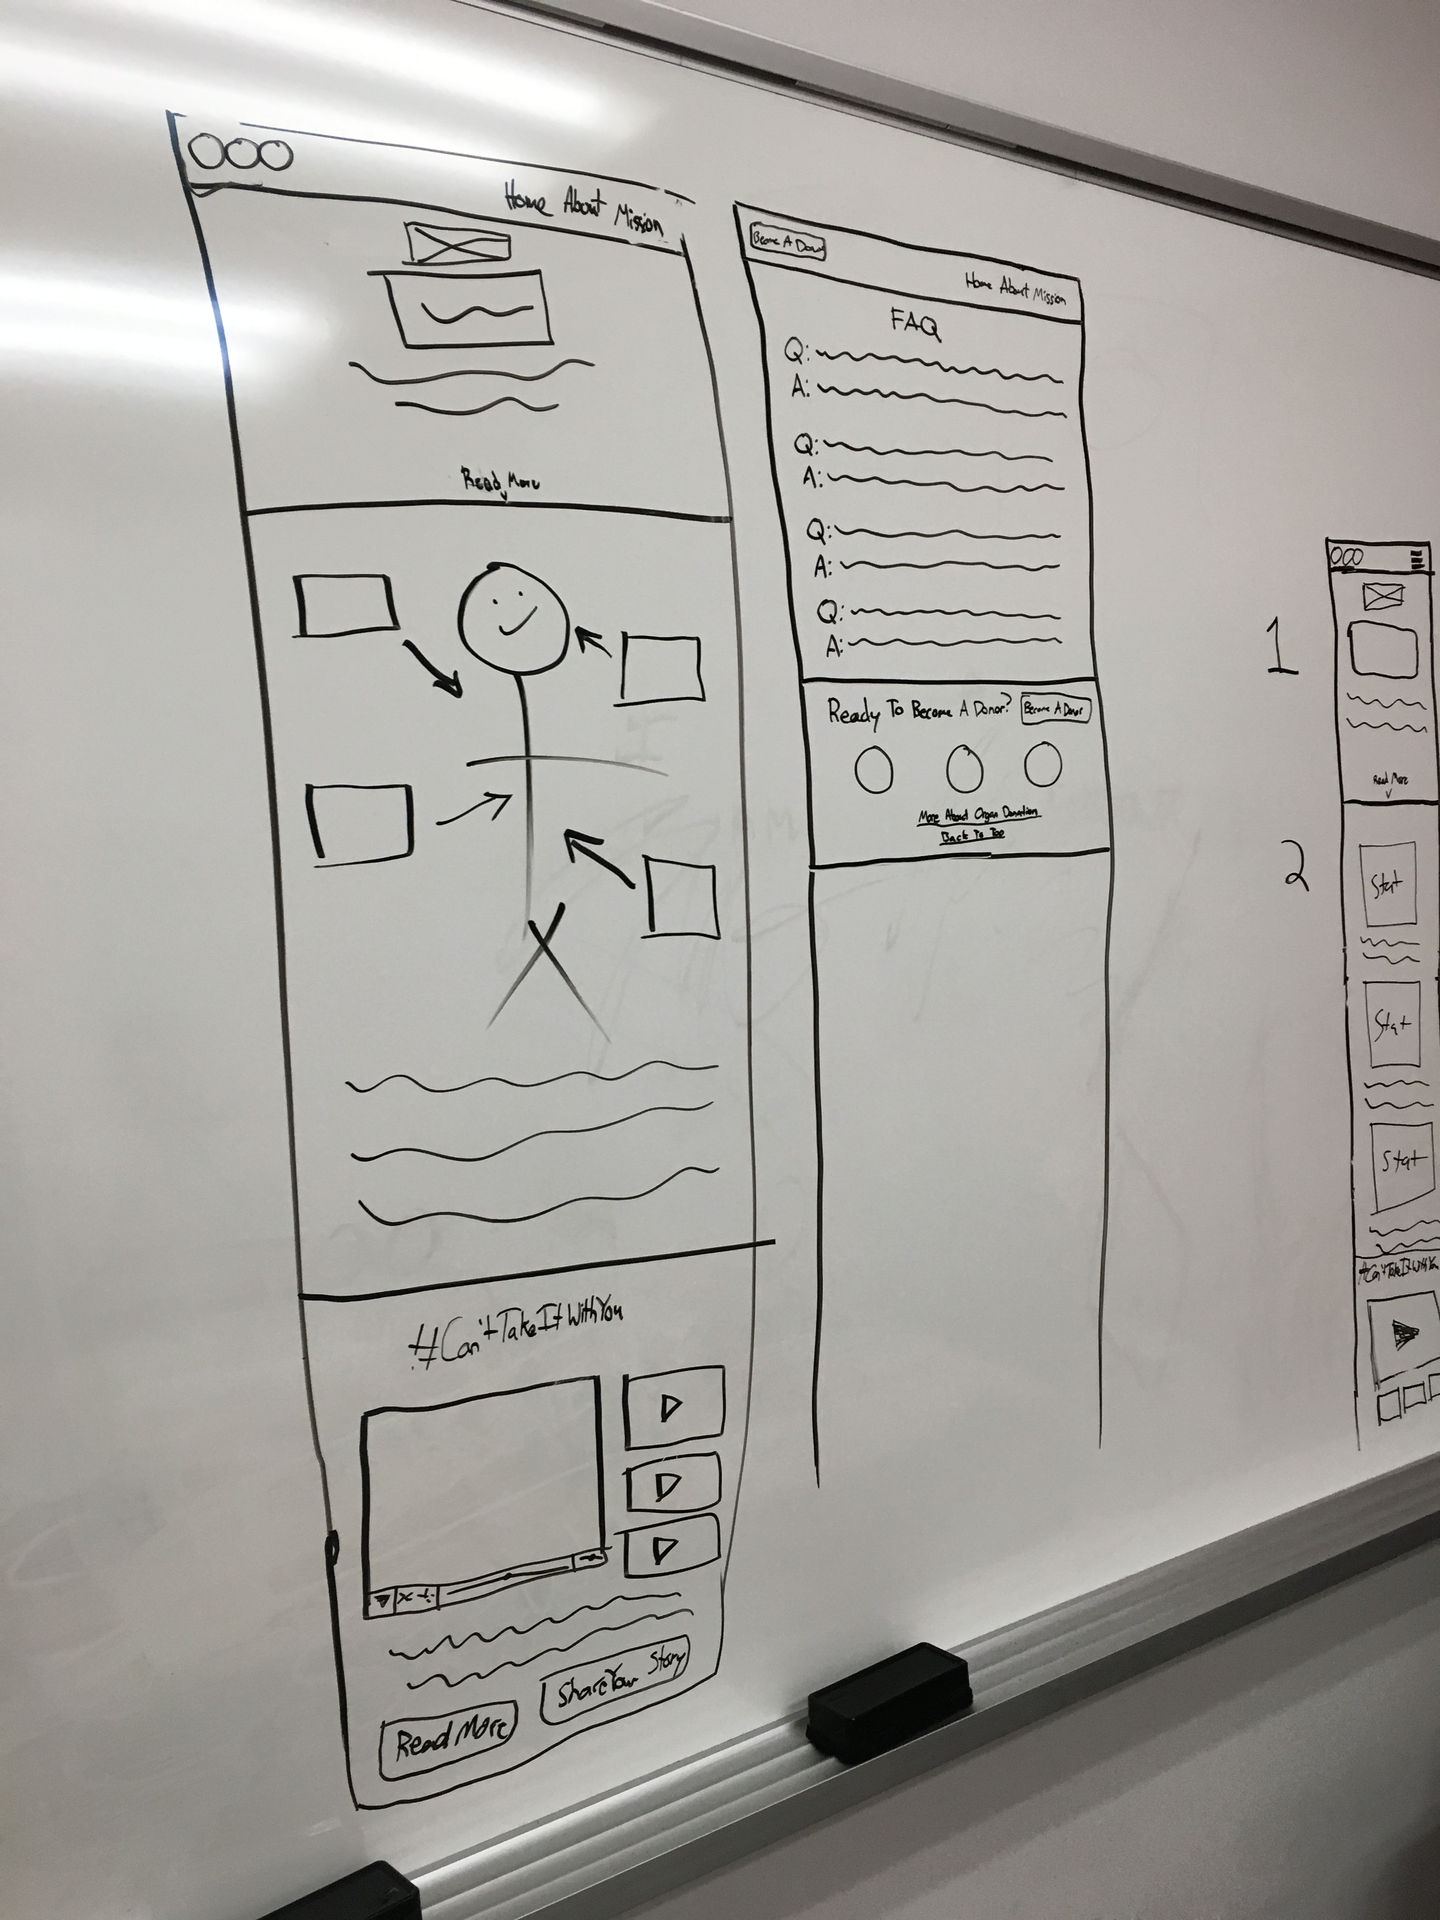 Home About Mission
Read More
#Can'tTakeItWithYou
Read More
Share Your Story
Become A Donor
Home About Mission
FAQ
Q:
A:
Q:
A:
Q:
A:
Q:
A:
Ready To Become A Donor? Become A Donor
More About Organ Donation
Back To Top
1
Read More
2
Stat
Stat
Stat
#Can'tTakeItWithYou